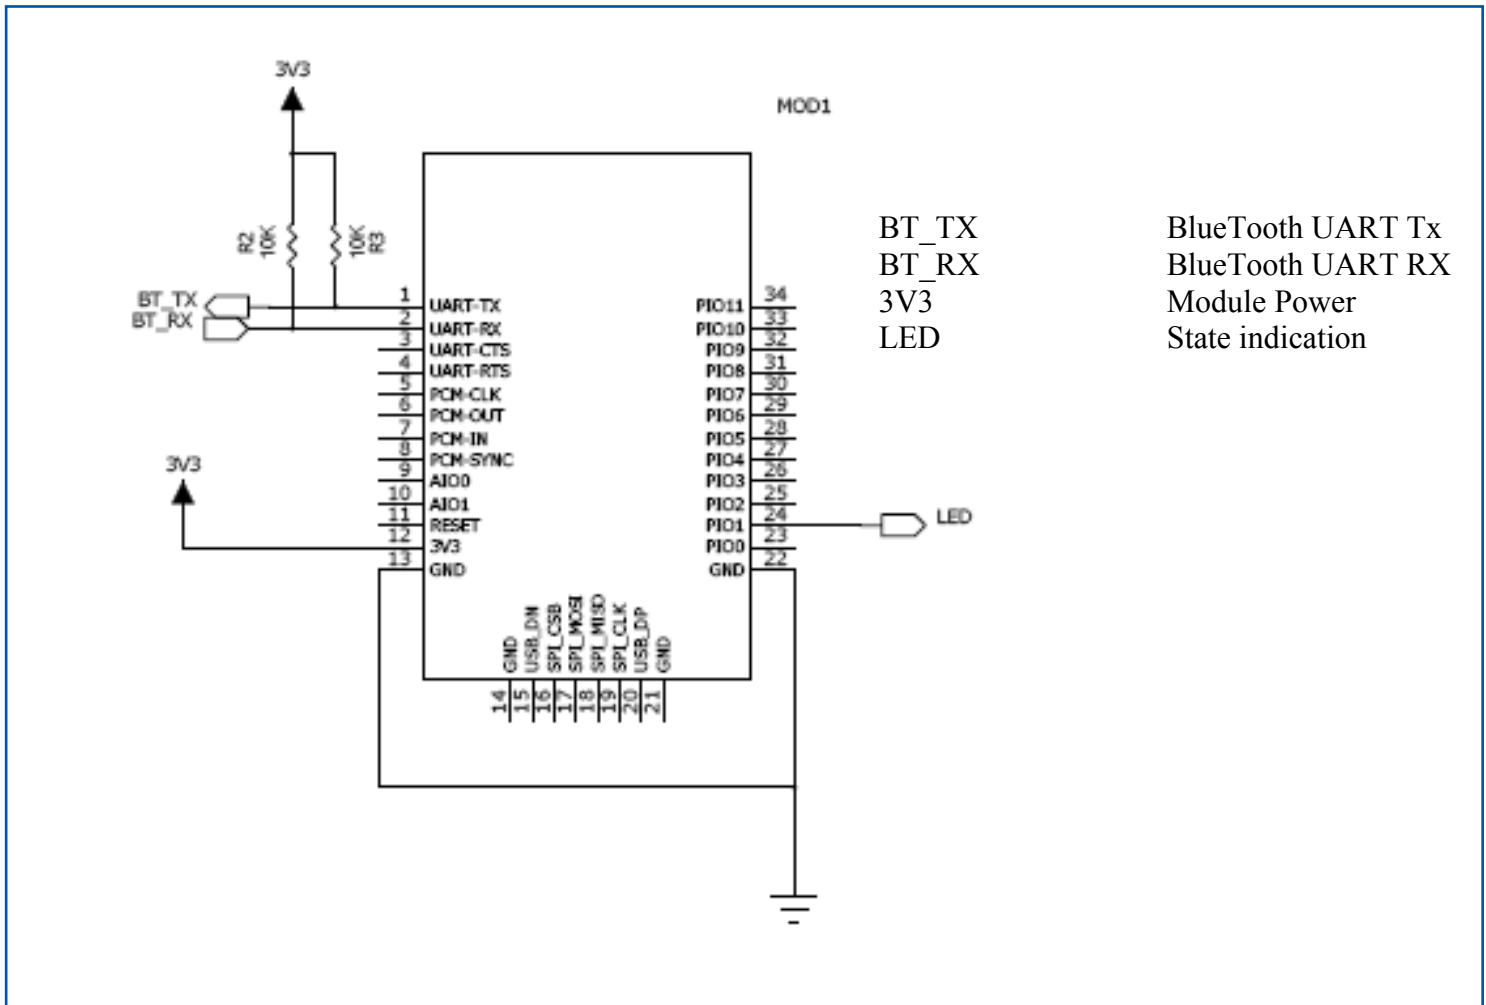 3V3
MOD1
R2
10K
10K
R3
BT_TX
BT_RX
BT_TX BlueTooth UART Tx
BT_RX BlueTooth UART RX
3V3 Module Power
LED State indication
1 UART-TX
2 UART-RX
3 UART-CTS
4 UART-RTS
5 PCM-CLK
6 PCM-OUT
7 PCM-IN
8 PCM-SYNC
9 AIO0
10 AIO1
11 RESET
12 3V3
13 GND
3V3
PIO11 34
PIO10 33
PIO9 32
PIO8 31
PIO7 30
PIO6 29
PIO5 28
PIO4 27
PIO3 26
PIO2 25
PIO1 24
PIO0 23
GND 22
LED
GND 14
USB_DN 15
SPI_CSB 16
SPI_MOSI 17
SPI_MISO 18
SPI_CLK 19
USB_DP 20
GND 21